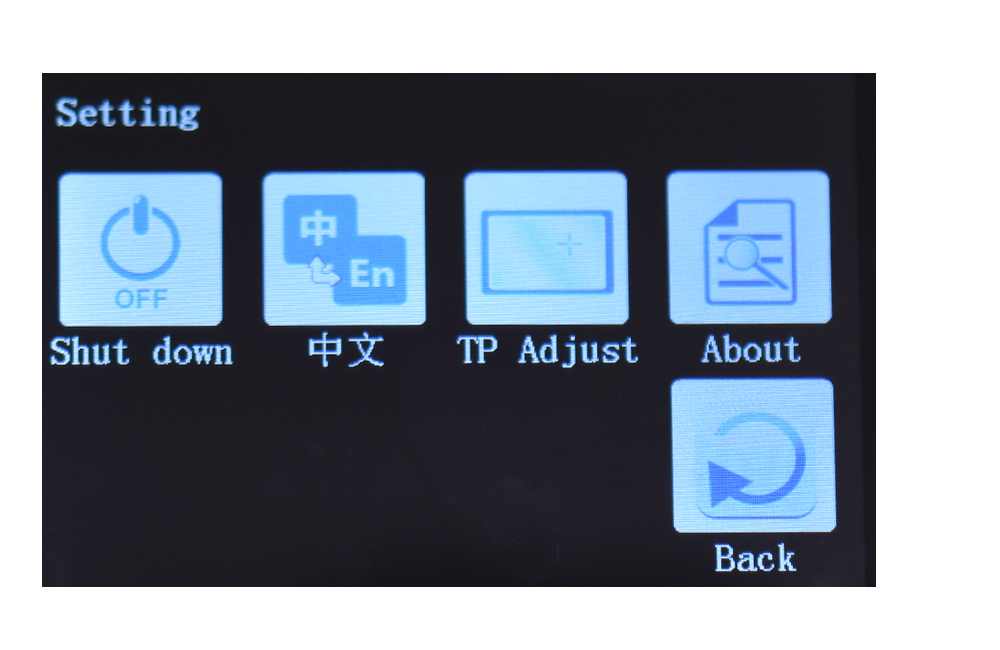 Setting
中
En
OFF
Shut down 中文 TP Adjust About
Back